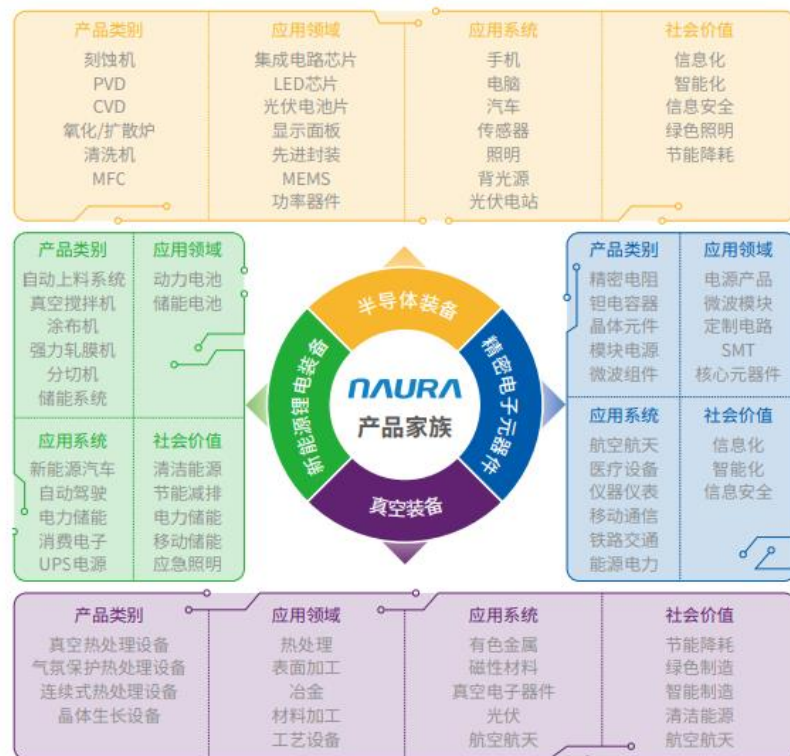 产品类别
刻蚀机
PVD
CVD
氧化/扩散炉
清洗机
MFC
应用领域
集成电路芯片
LED芯片
光伏电池片
显示面板
先进封装
MEMS
功率器件
应用系统
手机
电脑
汽车
传感器
照明
背光源
光伏电站
社会价值
信息化
智能化
信息安全
绿色照明
节能降耗
产品类别
自动上料系统
真空搅拌机
涂布机
强力轧膜机
分切机
储能系统
应用领域
动力电池
储能电池
应用系统
新能源汽车
自动驾驶
电力储能
消费电子
UPS电源
社会价值
清洁能源
节能减排
电力储能
移动储能
应急照明
半导体装备
新能源锂电装备
NAURA
产品家族
精密电子元器件
真空装备
产品类别
精密电阻
钽电容器
晶体元件
模块电源
微波组件
应用领域
电源产品
微波模块
定制电路
SMT
核心元器件
应用系统
航空航天
医疗设备
仪器仪表
移动通信
铁路交通
能源电力
社会价值
信息化
智能化
信息安全
产品类别
真空热处理设备
气氛保护热处理设备
连续式热处理设备
晶体生长设备
应用领域
热处理
表面加工
冶金
材料加工
工艺设备
应用系统
有色金属
磁性材料
真空电子器件
光伏
航空航天
社会价值
节能降耗
绿色制造
智能制造
清洁能源
航空航天